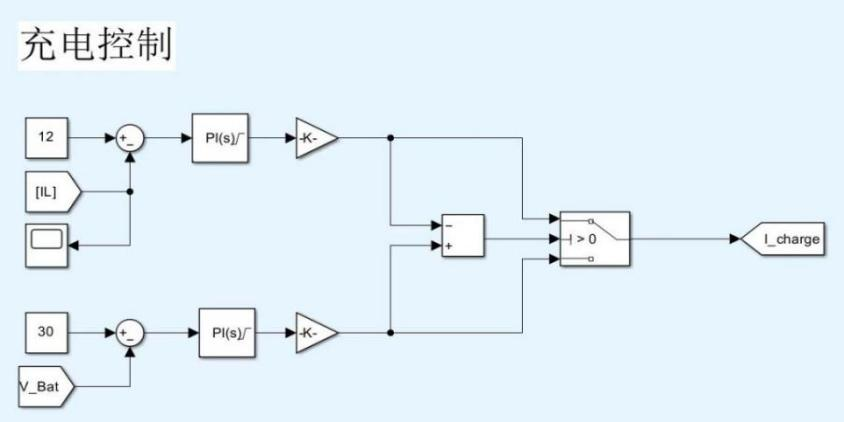 充电控制
12
+
-
PI(s)
-K-
[IL]
-
+
> 0
I_charge
30
+
-
PI(s)
-K-
V_Bat